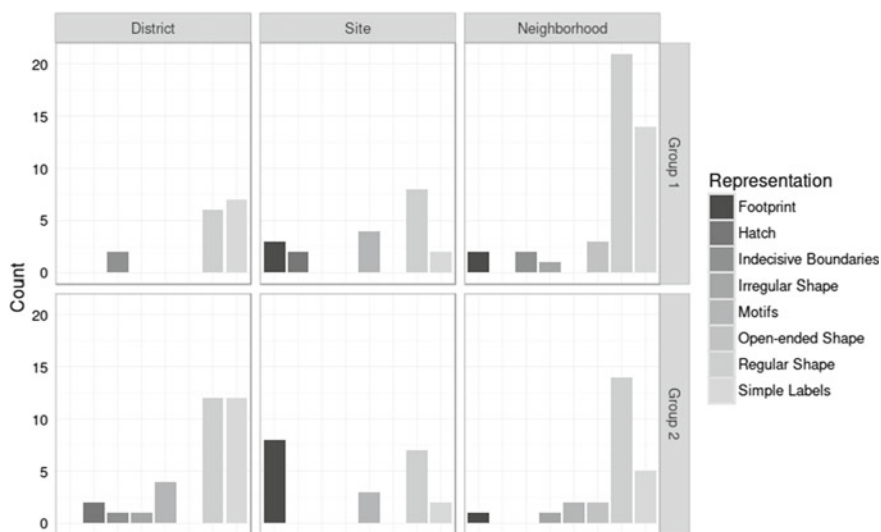 District
Site
Neighborhood
20
15
10
5
0
Group 1
20
15
10
5
0
Group 2
Count
Representation
Footprint
Hatch
Indecisive Boundaries
Irregular Shape
Motifs
Open-ended Shape
Regular Shape
Simple Labels